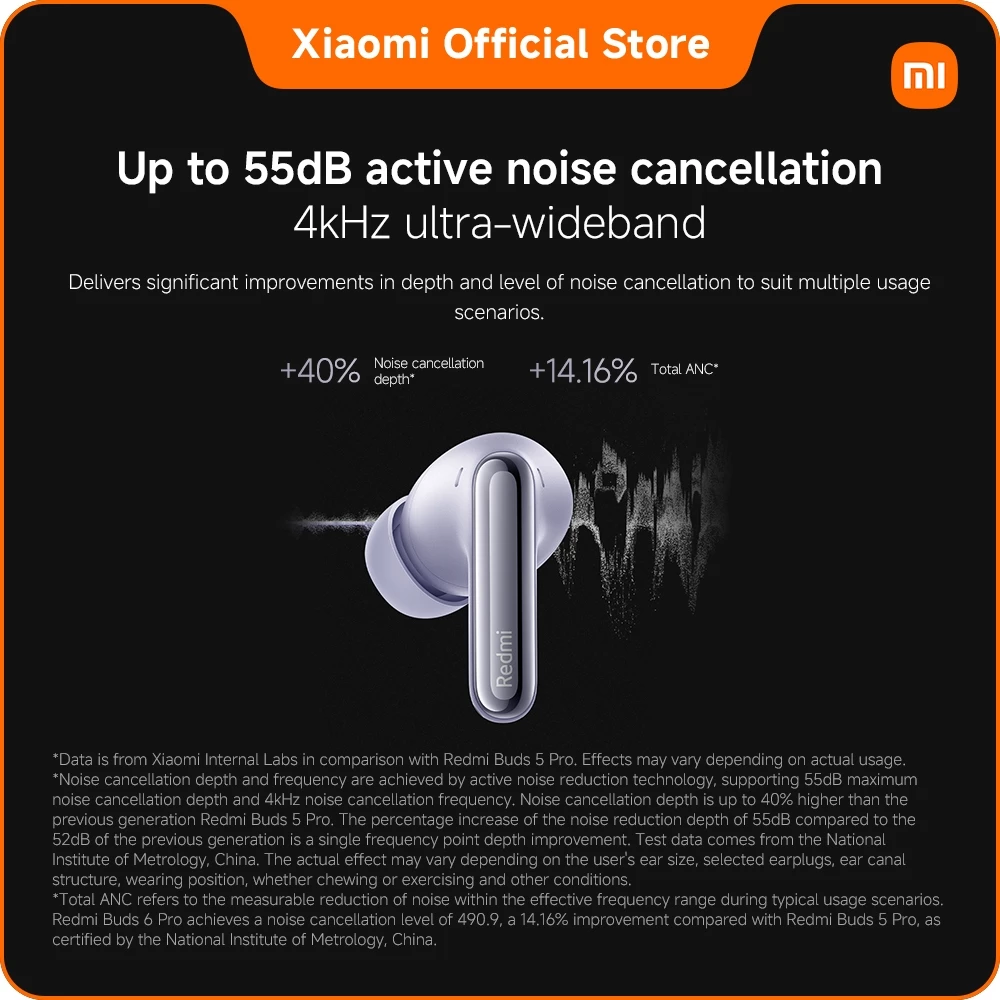 Xiaomi Official Store
mi
Up to 55dB active noise cancellation
4kHz ultra-wideband
Delivers significant improvements in depth and level of noise cancellation to suit multiple usage
scenarios.
+40% Noise cancellation
depth*
+14.16% Total ANC*
Redmi
*Data is from Xiaomi Internal Labs in comparison with Redmi Buds 5 Pro. Effects may vary depending on actual usage.
*Noise cancellation depth and frequency are achieved by active noise reduction technology, supporting 55dB maximum
noise cancellation depth and 4kHz noise cancellation frequency. Noise cancellation depth is up to 40% higher than the
previous generation Redmi Buds 5 Pro. The percentage increase of the noise reduction depth of 55dB compared to the
52dB of the previous generation is a single frequency point depth improvement. Test data comes from the National
Institute of Metrology, China. The actual effect may vary depending on the user's ear size, selected earplugs, ear canal
structure, wearing position, whether chewing or exercising and other conditions.
*Total ANC refers to the measurable reduction of noise within the effective frequency range during typical usage scenarios.
Redmi Buds 6 Pro achieves a noise cancellation level of 490.9, a 14.16% improvement compared with Redmi Buds 5 Pro, as
certified by the National Institute of Metrology, China.